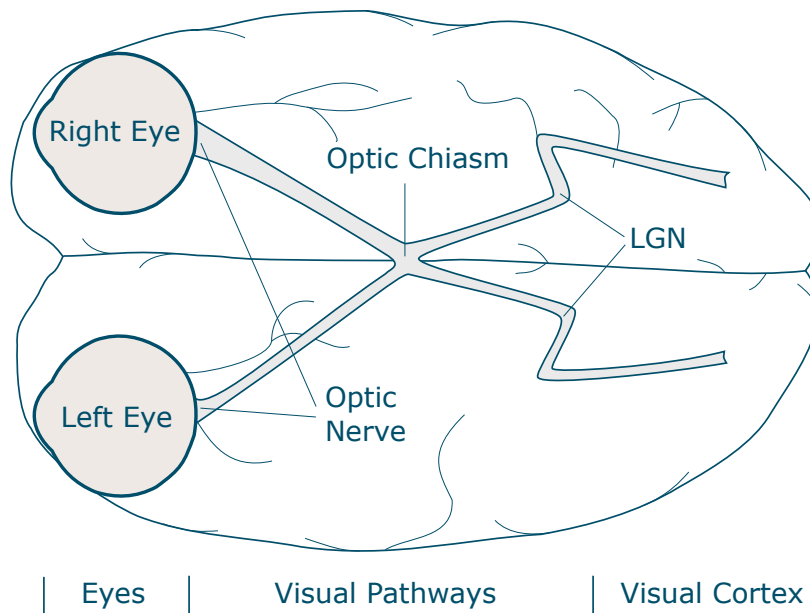 Right Eye
Optic Chiasm
LGN
Left Eye
Optic
Nerve
Eyes
Visual Pathways
Visual Cortex